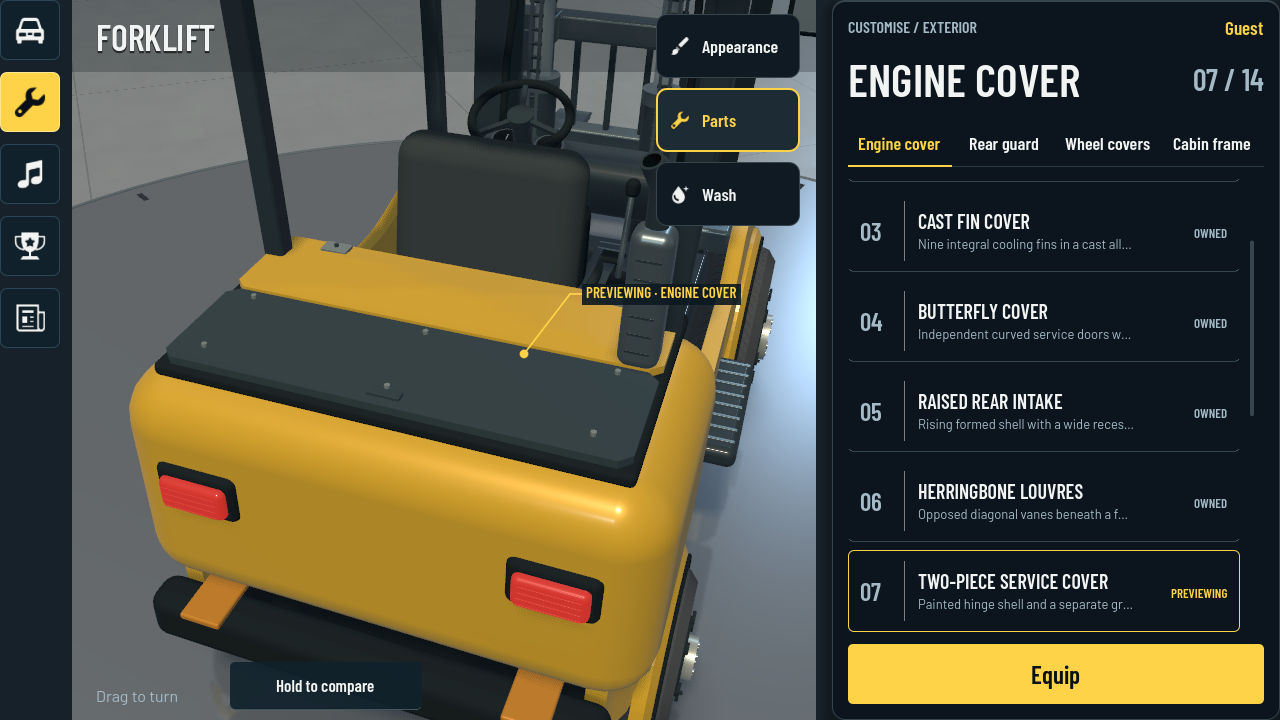 FORKLIFT
Appearance
Parts
Wash
PREVIEWING · ENGINE COVER
Drag to turn
Hold to compare
CUSTOMISE / EXTERIOR
Guest
ENGINE COVER
07 / 14
Engine cover
Rear guard
Wheel covers
Cabin frame
03
CAST FIN COVER
Nine integral cooling fins in a cast all...
OWNED
04
BUTTERFLY COVER
Independent curved service doors w...
OWNED
05
RAISED REAR INTAKE
Rising formed shell with a wide reces...
OWNED
06
HERRINGBONE LOUVRES
Opposed diagonal vanes beneath a f...
OWNED
07
TWO-PIECE SERVICE COVER
Painted hinge shell and a separate gr...
PREVIEWING
Equip